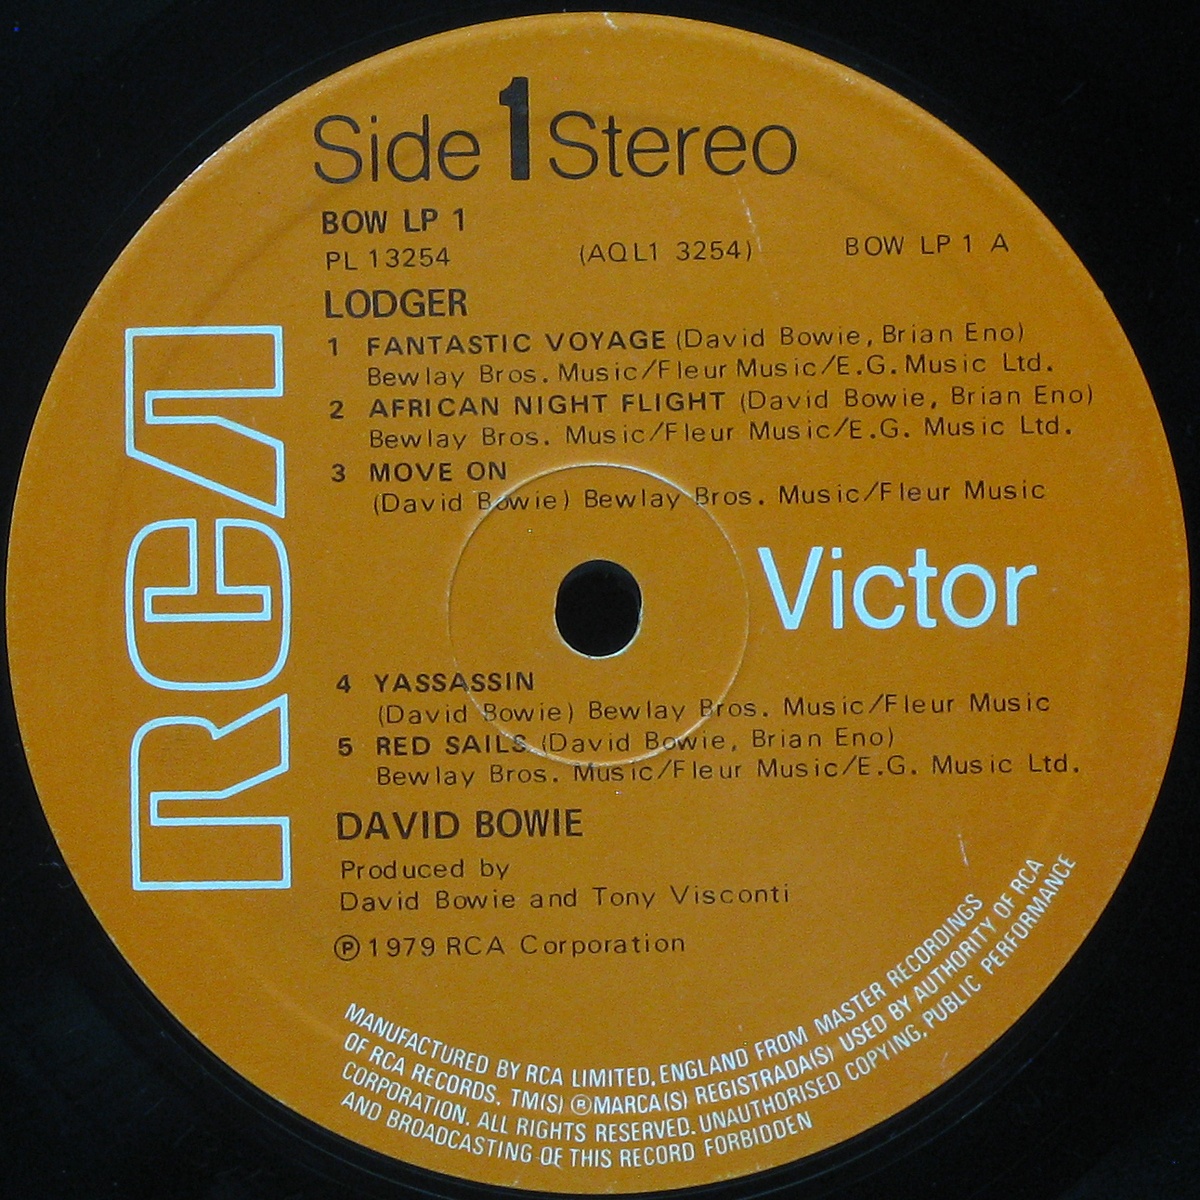 Side 1 Stereo
BOW LP 1
PL 13254 (AQL1 3254) BOW LP 1 A
LODGER
1 FANTASTIC VOYAGE (David Bowie, Brian Eno)
Bewlay Bros. Music/Fleur Music/E.G. Music Ltd.
2 AFRICAN NIGHT FLIGHT (David Bowie, Brian Eno)
Bewlay Bros. Music/Fleur Music/E.G. Music Ltd.
3 MOVE ON
(David Bowie) Bewlay Bros. Music/Fleur Music
RCA
Victor
4 YASSASSIN
(David Bowie) Bewlay Bros. Music/Fleur Music
5 RED SAILS (David Bowie, Brian Eno)
Bewlay Bros. Music/Fleur Music/E.G. Music Ltd.
DAVID BOWIE
Produced by
David Bowie and Tony Visconti
℗ 1979 RCA Corporation
MANUFACTURED BY RCA LIMITED, ENGLAND FROM MASTER RECORDINGS
OF RCA RECORDS. TM(S) ® MARCA(S) REGISTRADA(S) USED BY AUTHORITY OF RCA
CORPORATION. ALL RIGHTS RESERVED. UNAUTHORISED COPYING, PUBLIC PERFORMANCE
AND BROADCASTING OF THIS RECORD FORBIDDEN